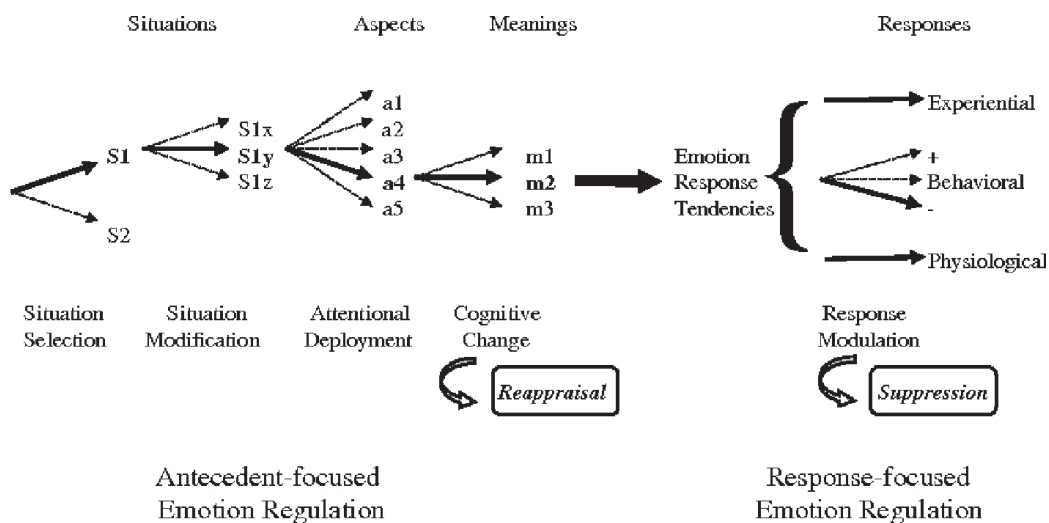 Situations Aspects Meanings Responses
a1
Experiential
S1x a2
S1 S1y a3 m1 Emotion +
S1z a4 m2 Response Behavioral
a5 m3 Tendencies -
S2
Physiological
Situation Situation Attentional Cognitive Response
Selection Modification Deployment Change Modulation
Reappraisal Suppression
Antecedent-focused Response-focused
Emotion Regulation Emotion Regulation